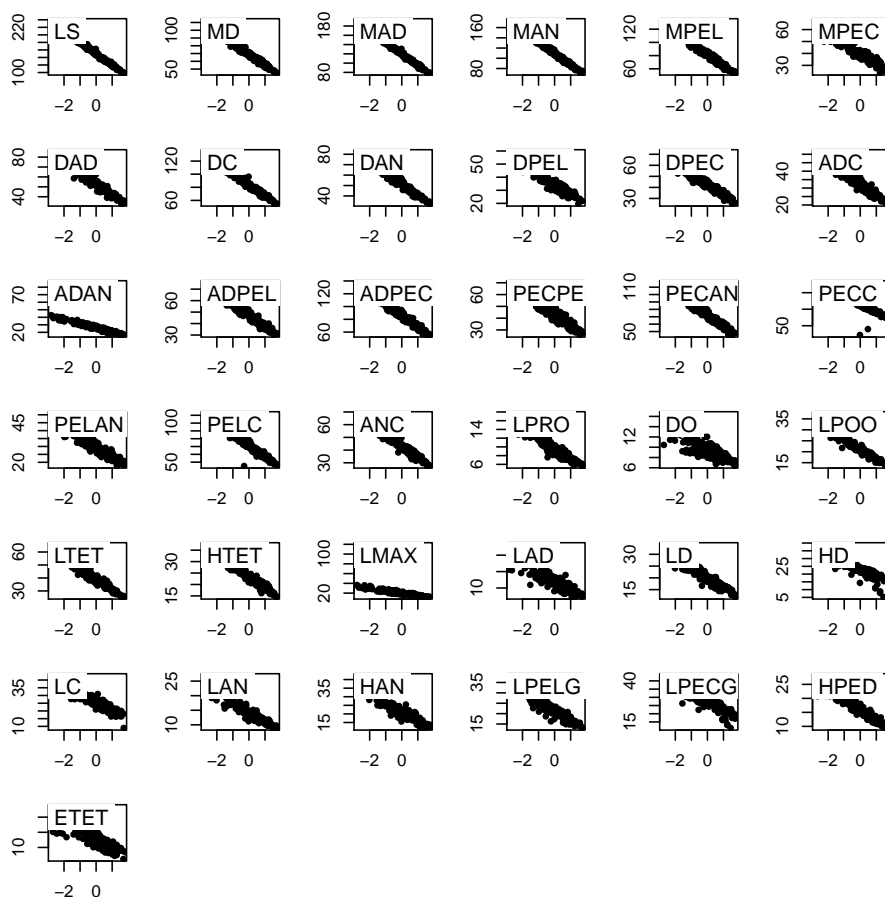 LS MD MAD MAN MPEL MPEC
100 220 50 100 80 180 80 160 60 120 30 60
−2 0 −2 0 −2 0 −2 0 −2 0 −2 0
DAD DC DAN DPEL DPEC ADC
40 80 60 120 40 80 20 50 30 60 20 40
−2 0 −2 0 −2 0 −2 0 −2 0 −2 0
ADAN ADPEL ADPEC PECPE PECAN PECC
20 70 30 60 60 120 30 60 50 110 50
−2 0 −2 0 −2 0 −2 0 −2 0 −2 0
PELAN PELC ANC LPRO DO LPOO
20 45 50 100 30 60 6 10 14 6 8 12 15 25 35
−2 0 −2 0 −2 0 −2 0 −2 0 −2 0
LTET HTET LMAX LAD LD HD
30 60 15 30 20 100 10 15 30 5 15 25
−2 0 −2 0 −2 0 −2 0 −2 0 −2 0
LC LAN HAN LPELG LPECG HPED
10 35 10 25 15 35 15 35 15 40 10 25
−2 0 −2 0 −2 0 −2 0 −2 0 −2 0
ETET
10
−2 0